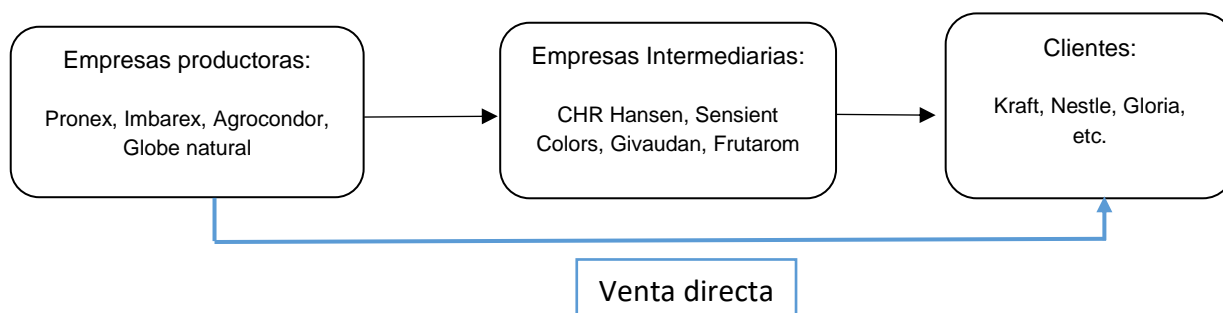 Empresas productoras:
Pronex, Imbarex, Agrocondor,
Globe natural
Empresas Intermediarias:
CHR Hansen, Sensient
Colors, Givaudan, Frutarom
Clientes:
Kraft, Nestle, Gloria,
etc.
Venta directa